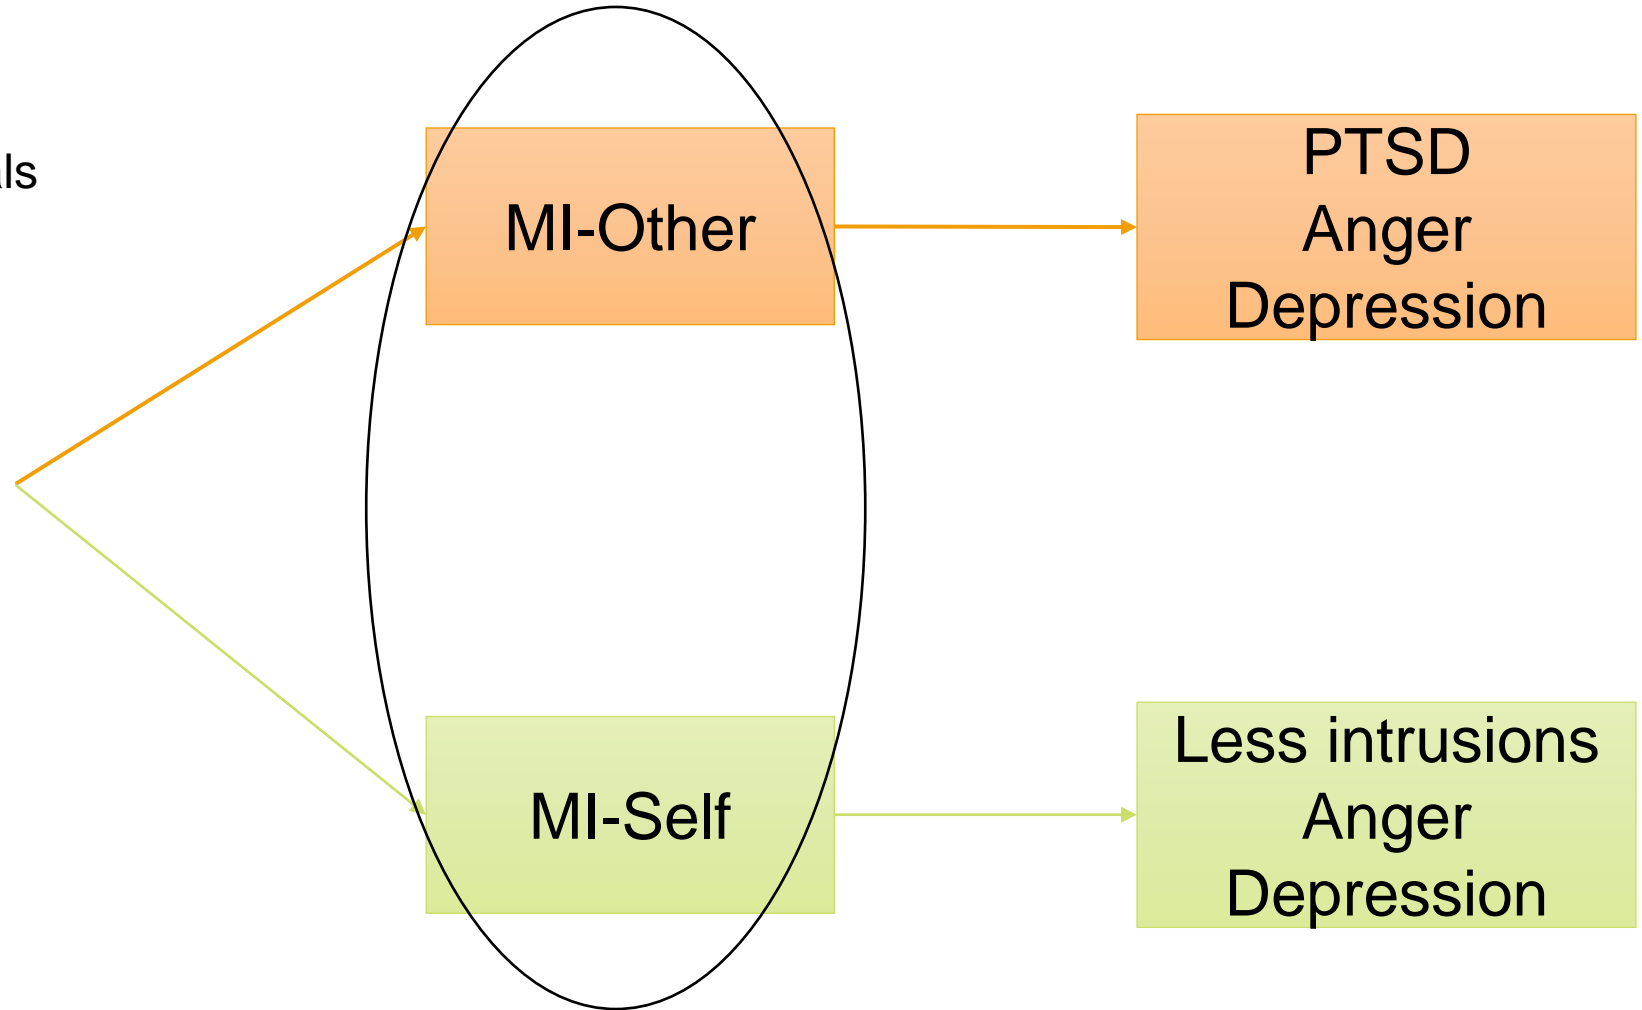 MI-Other
PTSD
Anger
Depression
MI-Self
Less intrusions
Anger
Depression